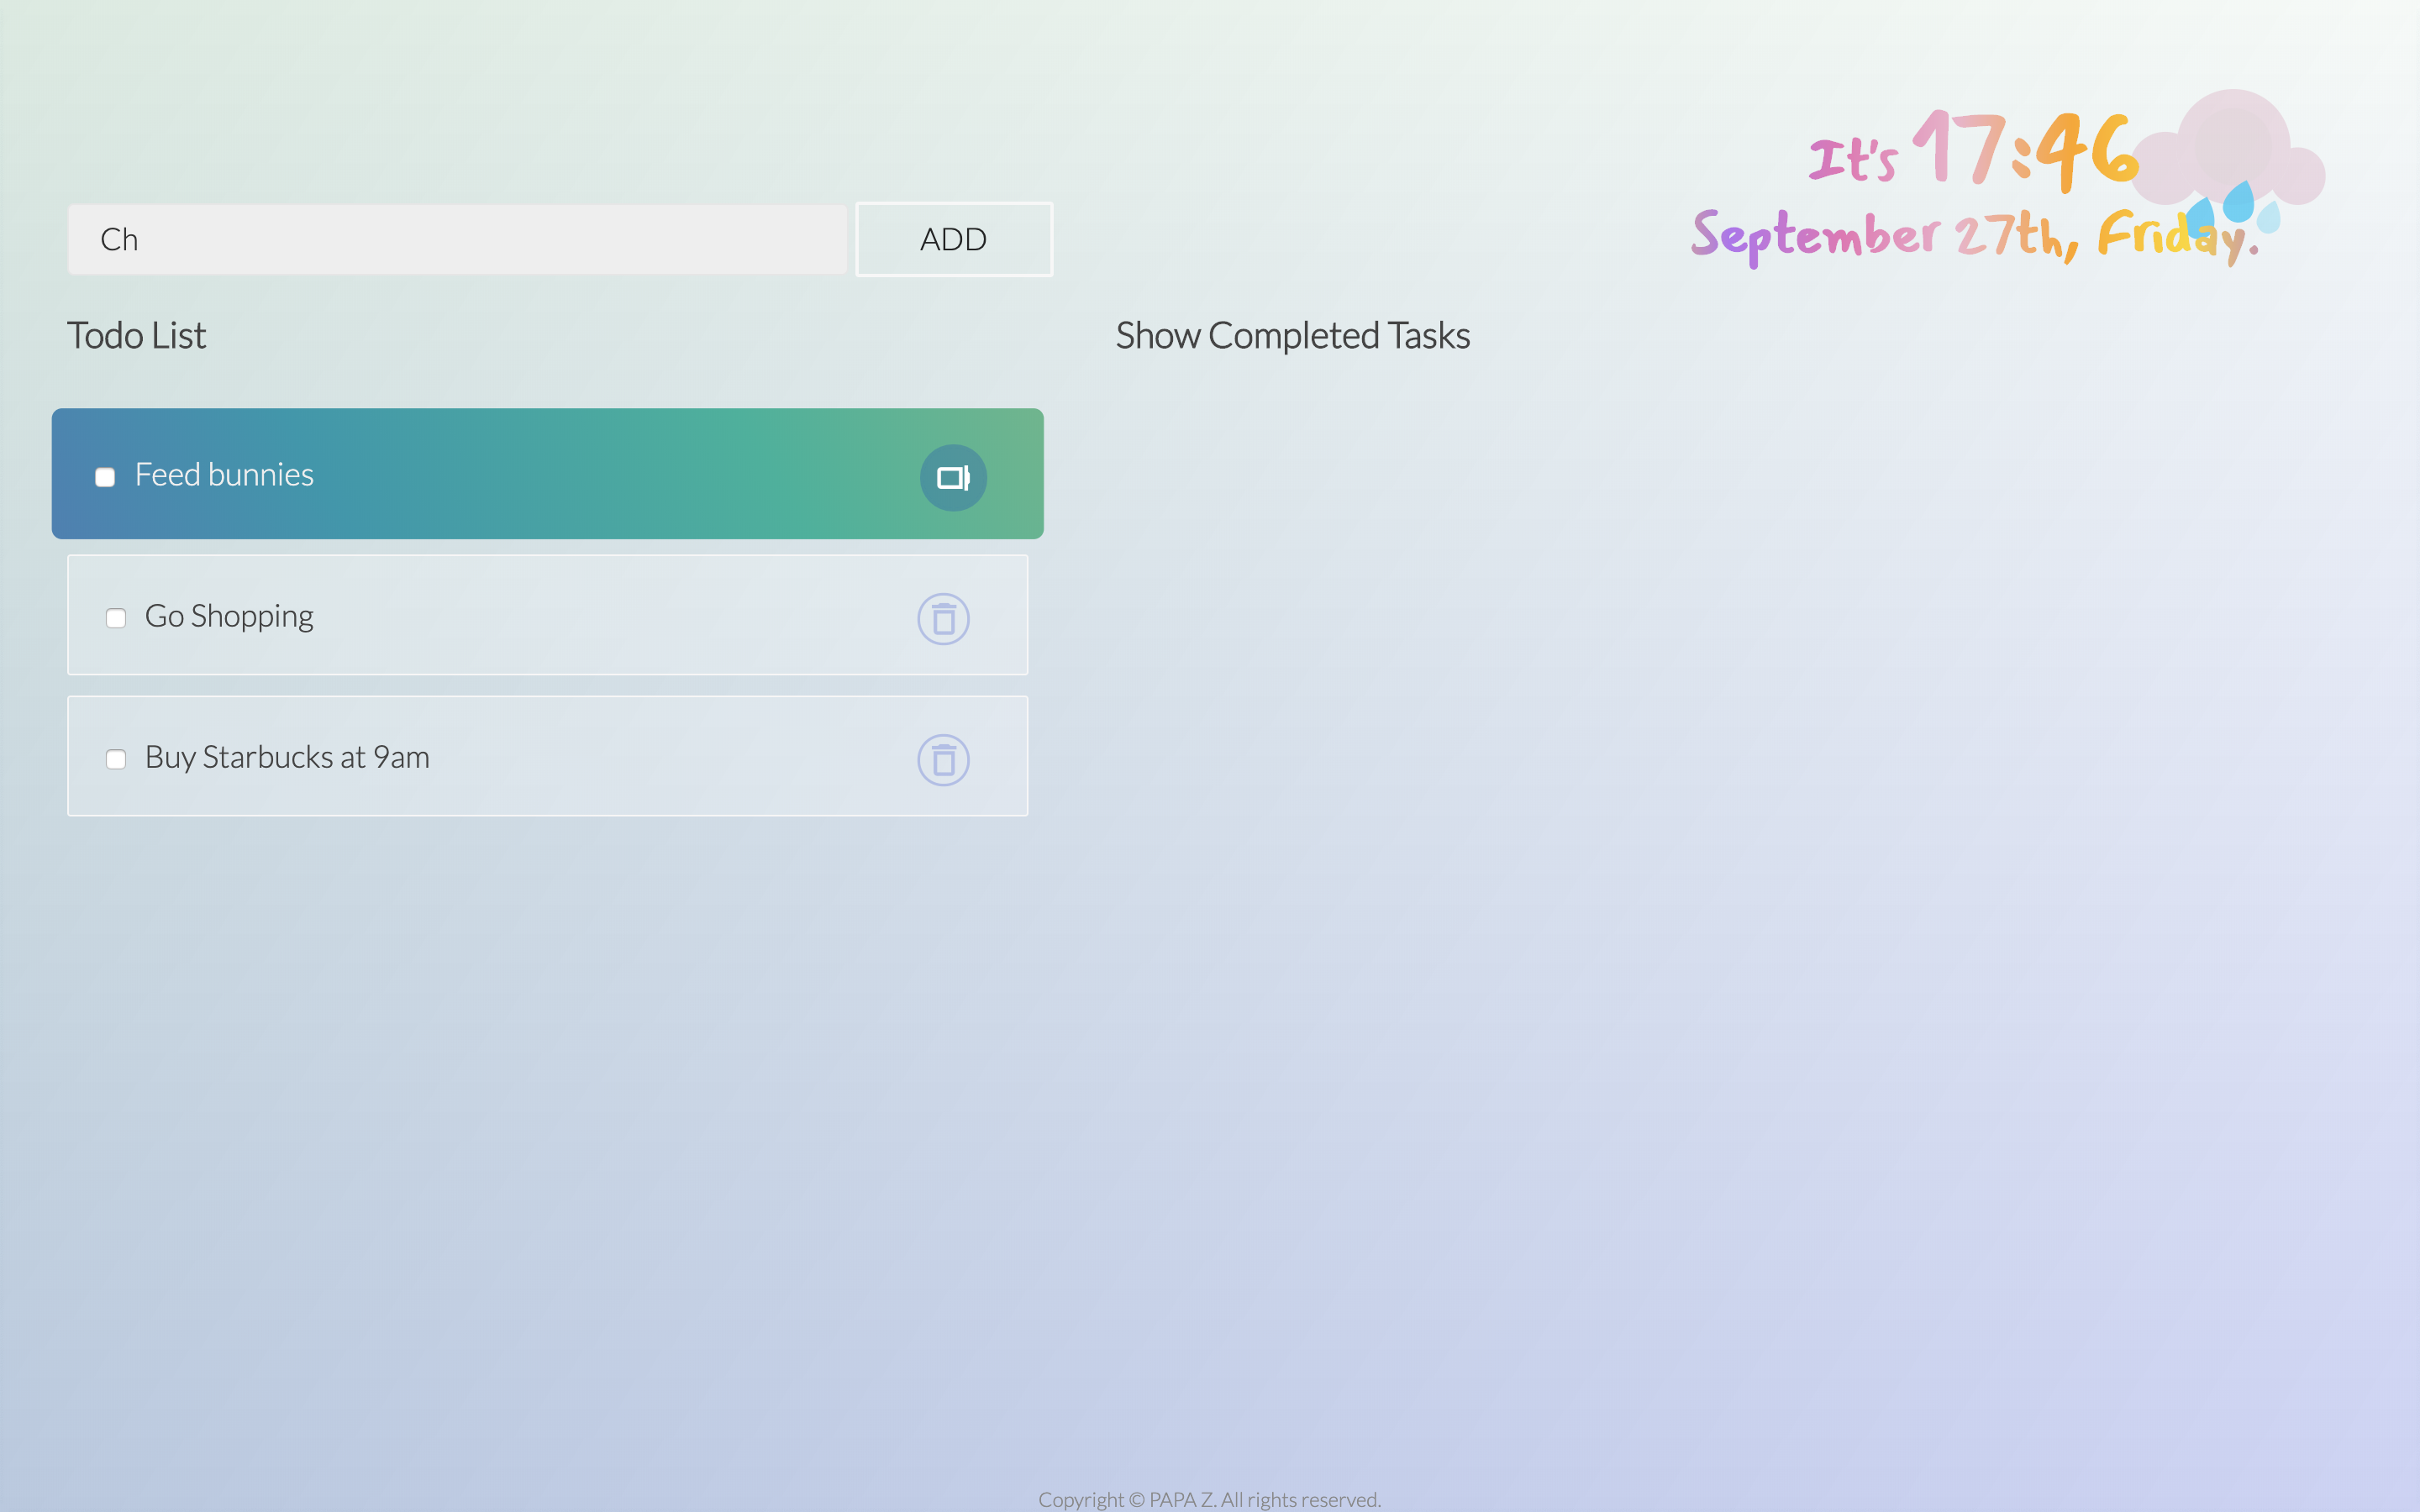 It's 17:46
September 27th, Friday.
Ch
ADD
Todo List
Show Completed Tasks
Feed bunnies
Go Shopping
Buy Starbucks at 9am
Copyright © PAPA Z. All rights reserved.